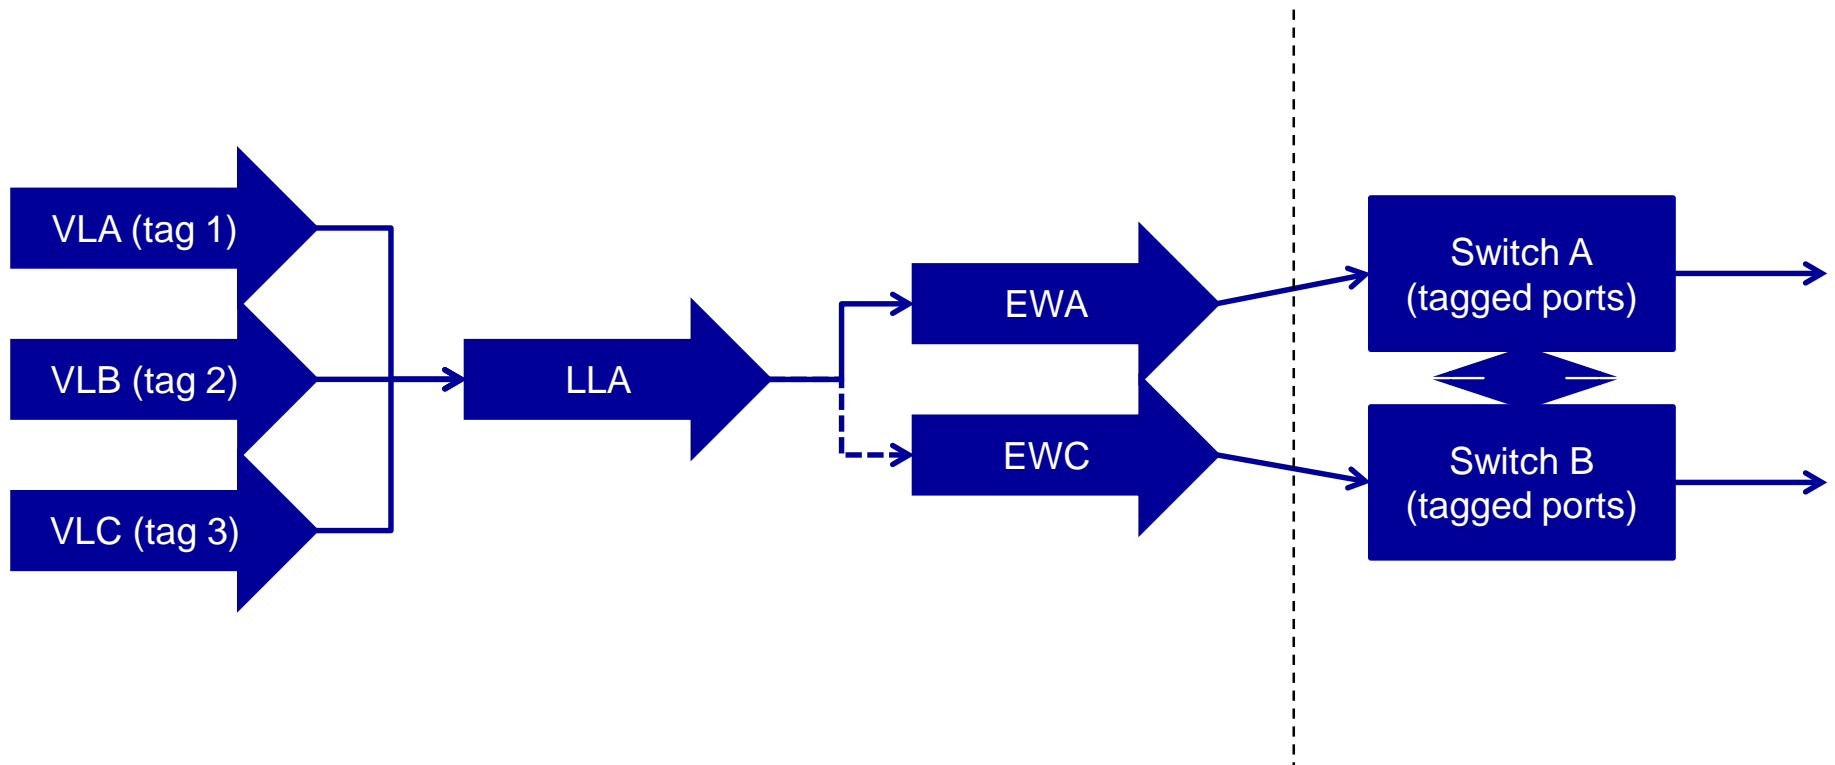 VLA (tag 1)
VLB (tag 2)
VLC (tag 3)
LLA
EWA
EWC
Switch A
(tagged ports)
Switch B
(tagged ports)